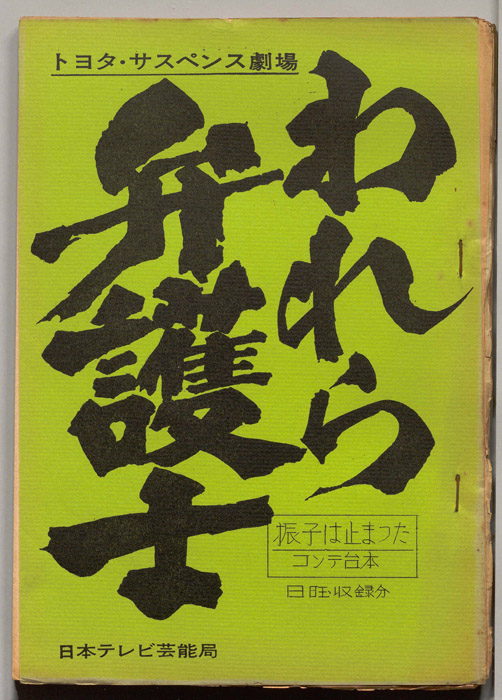 トヨタ・サスペンス劇場
われら
弁護士
振子は止まった
コンテ台本
日旺収録分
日本テレビ芸能局